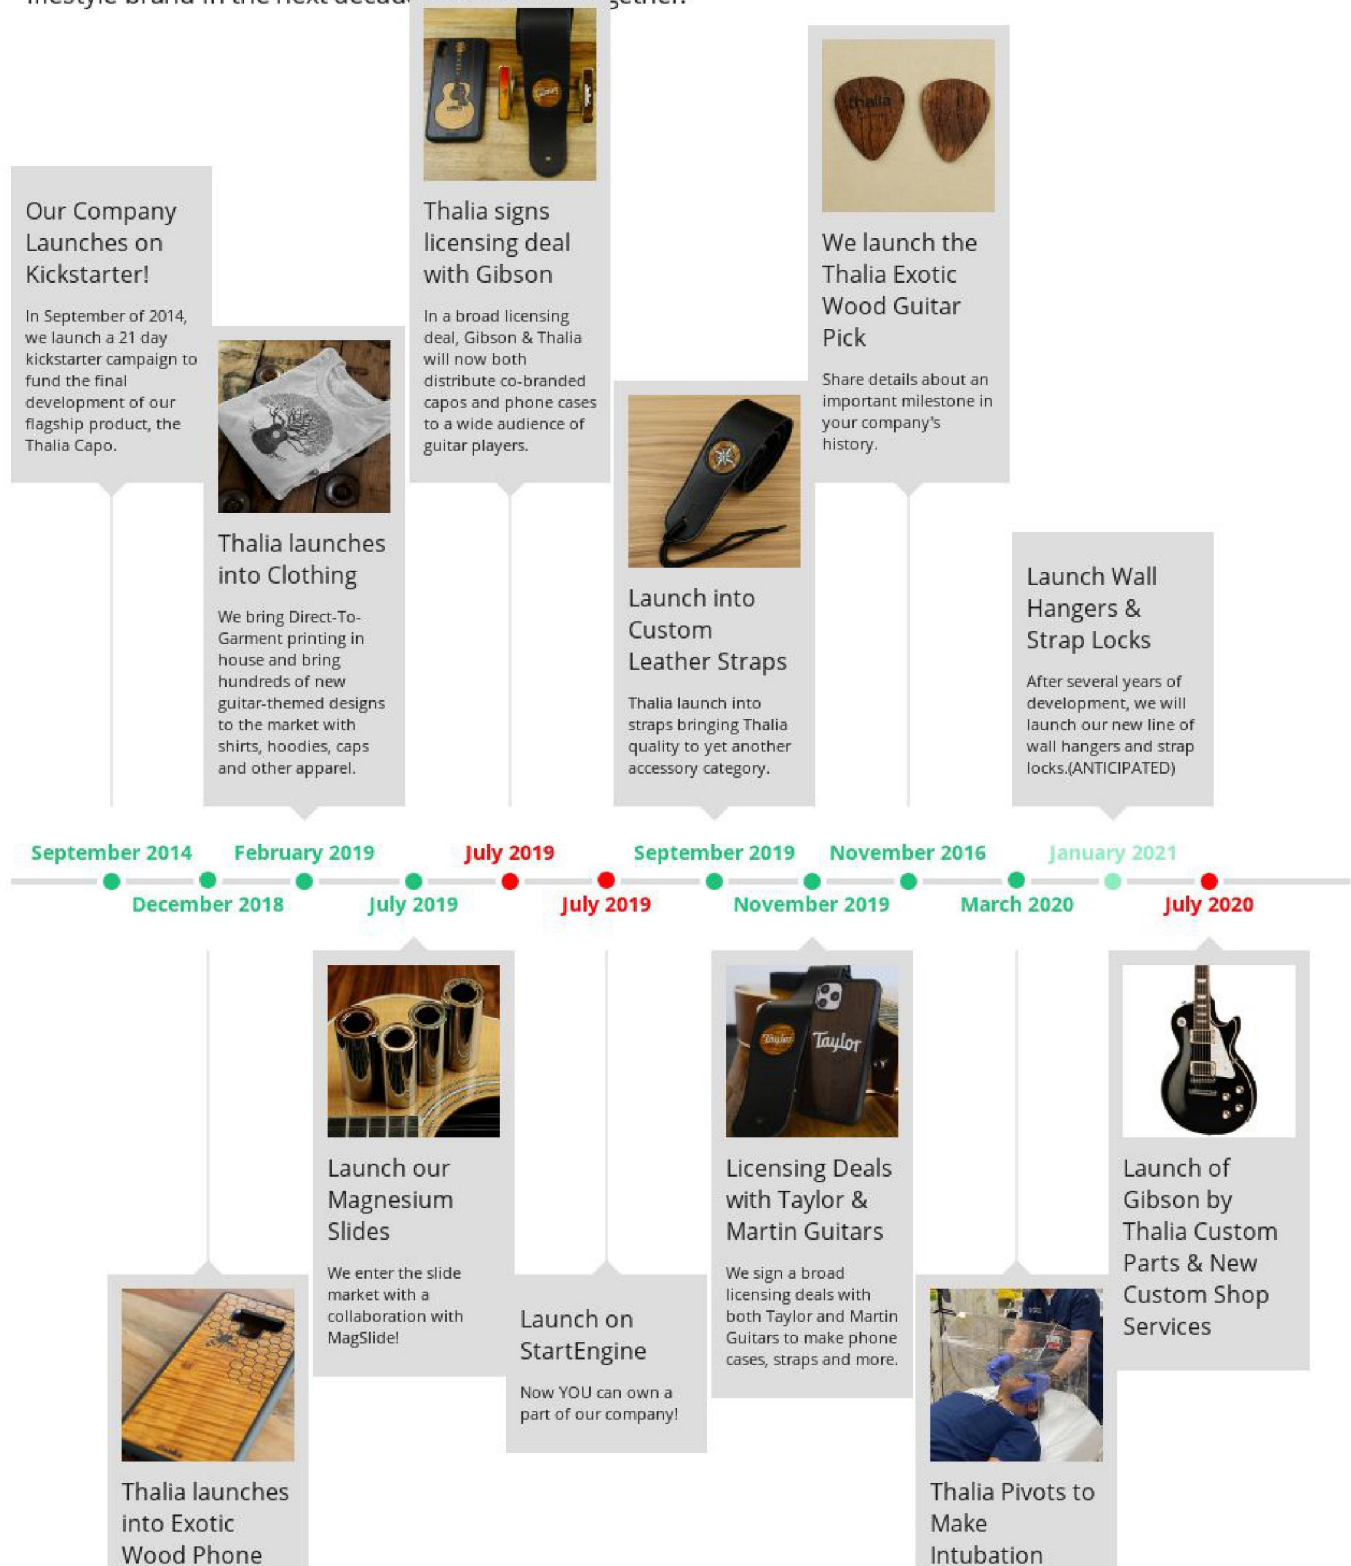 lifestyle brand in the next decade
gether.
Our Company
Launches on
Kickstarter!
In September of 2014,
we launch a 21 day
kickstarter campaign to
fund the final
development of our
flagship product, the
Thalia Capo.
Thalia launches
into Clothing
We bring Direct-To-
Garment printing in
house and bring
hundreds of new
guitar-themed designs
to the market with
shirts, hoodies, caps
and other apparel.
Thalia signs
licensing deal
with Gibson
In a broad licensing
deal, Gibson & Thalia
will now both
distribute co-branded
capos and phone cases
to a wide audience of
guitar players.
Launch into
Custom
Leather Straps
Thalia launch into
straps bringing Thalia
quality to yet another
accessory category.
thalia
We launch the
Thalia Exotic
Wood Guitar
Pick
Share details about an
important milestone in
your company's
history.
Launch Wall
Hangers &
Strap Locks
After several years of
development, we will
launch our new line of
wall hangers and strap
locks.(ANTICIPATED)
September 2014
February 2019
July 2019
September 2019
November 2016
January 2021
December 2018
July 2019
July 2019
November 2019
March 2020
July 2020
Thalia launches
into Exotic
Wood Phone
Launch our
Magnesium
Slides
We enter the slide
market with a
collaboration with
MagSlide!
Launch on
StartEngine
Now YOU can own a
part of our company!
Taylor
Taylor
Licensing Deals
with Taylor &
Martin Guitars
We sign a broad
licensing deals with
both Taylor and Martin
Guitars to make phone
cases, straps and more.
Thalia Pivots to
Make
Intubation
Launch of
Gibson by
Thalia Custom
Parts & New
Custom Shop
Services